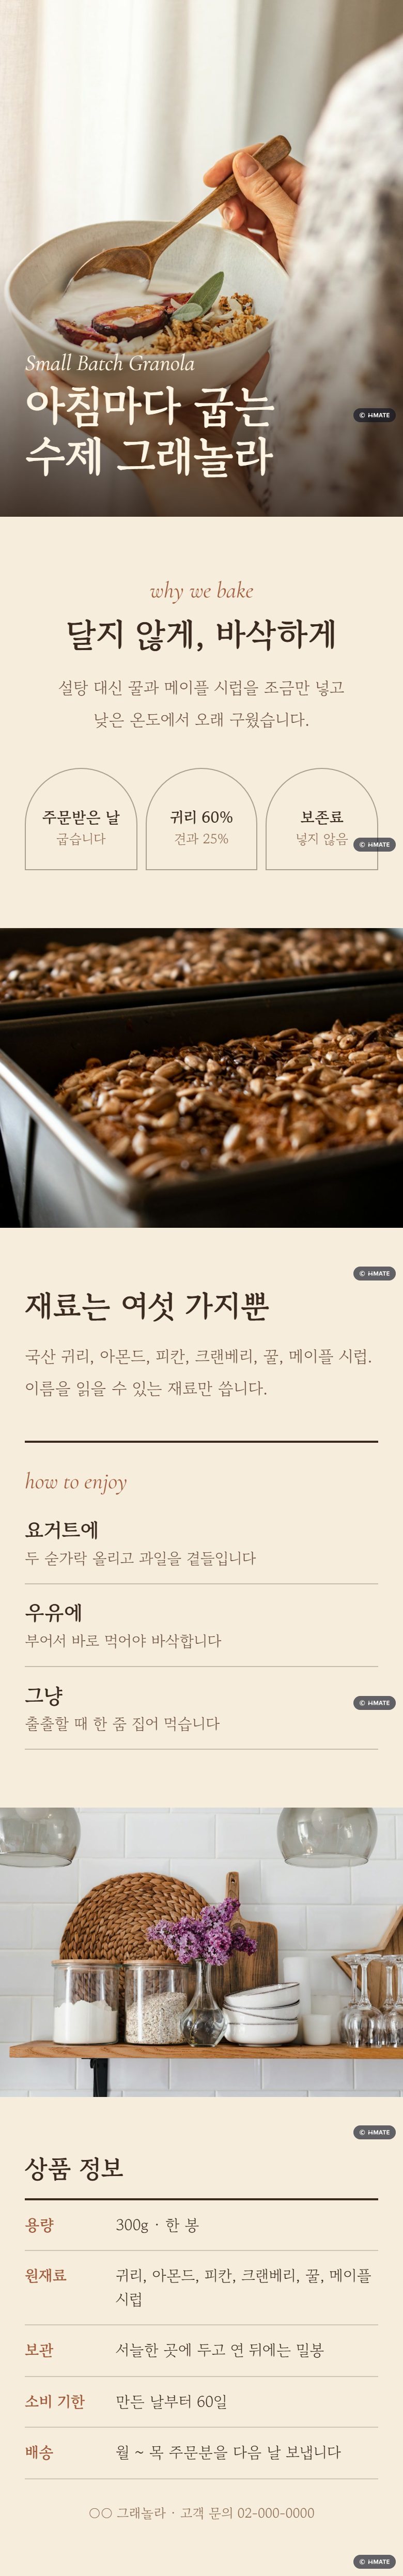 Small Batch Granola
아침마다 굽는
수제 그래놀라
© HMATE
why we bake
달지 않게, 바삭하게
설탕 대신 꿀과 메이플 시럽을 조금만 넣고
낮은 온도에서 오래 구웠습니다.
주문받은 날
굽습니다
귀리 60%
견과 25%
보존료
넣지 않음
© HMATE
© HMATE
재료는 여섯 가지뿐
국산 귀리, 아몬드, 피칸, 크랜베리, 꿀, 메이플 시럽.
이름을 읽을 수 있는 재료만 씁니다.
how to enjoy
요거트에
두 숟가락 올리고 과일을 곁들입니다
우유에
부어서 바로 먹어야 바삭합니다
그냥
출출할 때 한 줌 집어 먹습니다
© HMATE
© HMATE
상품 정보
용량 300g · 한 봉
원재료 귀리, 아몬드, 피칸, 크랜베리, 꿀, 메이플
시럽
보관 서늘한 곳에 두고 연 뒤에는 밀봉
소비 기한 만든 날부터 60일
배송 월 ~ 목 주문분을 다음 날 보냅니다
○○ 그래놀라 · 고객 문의 02-000-0000
© HMATE